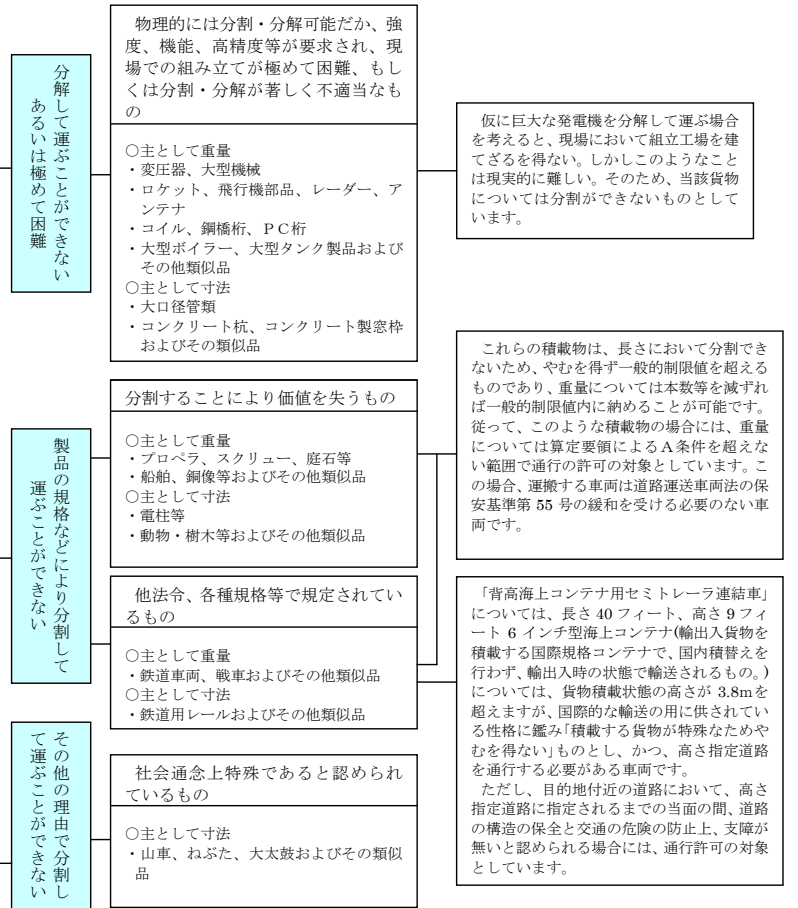 分解して運ぶことができない
あるいは極めて困難
物理的には分割・分解可能だか、強
度、機能、高精度等が要求され、現
場での組み立てが極めて困難、もし
くは分割・分解が著しく不適当なも
の
○主として重量
・変圧器、大型機械
・ロケット、飛行機部品、レーダー、ア
ンテナ
・コイル、鋼橋桁、ＰＣ桁
・大型ボイラー、大型タンク製品および
その他類似品
○主として寸法
・大口径管類
・コンクリート杭、コンクリート製窓枠
およびその類似品
仮に巨大な発電機を分解して運ぶ場合
を考えると、現場において組立工場を建
てざるを得ない。しかしこのようなこと
は現実的に難しい。そのため、当該貨物
については分割ができないものとして
います。
製品の規格などにより分割して
運ぶことができない
分割することにより価値を失うもの
○主として重量
・プロペラ、スクリュー、庭石等
・船舶、銅像等およびその他類似品
○主として寸法
・電柱等
・動物・樹木等およびその他類似品
他法令、各種規格等で規定されてい
るもの
○主として重量
・鉄道車両、戦車およびその他類似品
○主として寸法
・鉄道用レールおよびその他類似品
これらの積載物は、長さにおいて分割でき
ないため、やむを得ず一般的制限値を超える
ものであり、重量については本数等を減ずれ
ば一般的制限値内に納めることが可能です。
従って、このような積載物の場合には、重量
については算定要領によるＡ条件を超えな
い範囲で通行の許可の対象としています。こ
の場合、運搬する車両は道路運送車両法の保
安基準第 55 号の緩和を受ける必要のない車
両です。
「背高海上コンテナ用セミトレーラ連結車」
については、長さ 40 フィート、高さ 9 フィ
ート 6 インチ型海上コンテナ(輸出入貨物を
積載する国際規格コンテナで、国内積替えを
行わず、輸出入時の状態で輸送されるもの。)
については、貨物積載状態の高さが 3.8mを
超えますが、国際的な輸送の用に供されてい
る性格に鑑み「積載する貨物が特殊なためや
むを得ない」ものとし、かつ、高さ指定道路
を通行する必要がある車両です。
ただし、目的地付近の道路において、高さ
指定道路に指定されるまでの当面の間、道路
の構造の保全と交通の危険の防止上、支障が
無いと認められる場合には、通行許可の対象
としています。
その他の理由で分割し
て運ぶことができない
社会通念上特殊であると認められ
ているもの
○主として寸法
・山車、ねぶた、大太鼓およびその類似
品